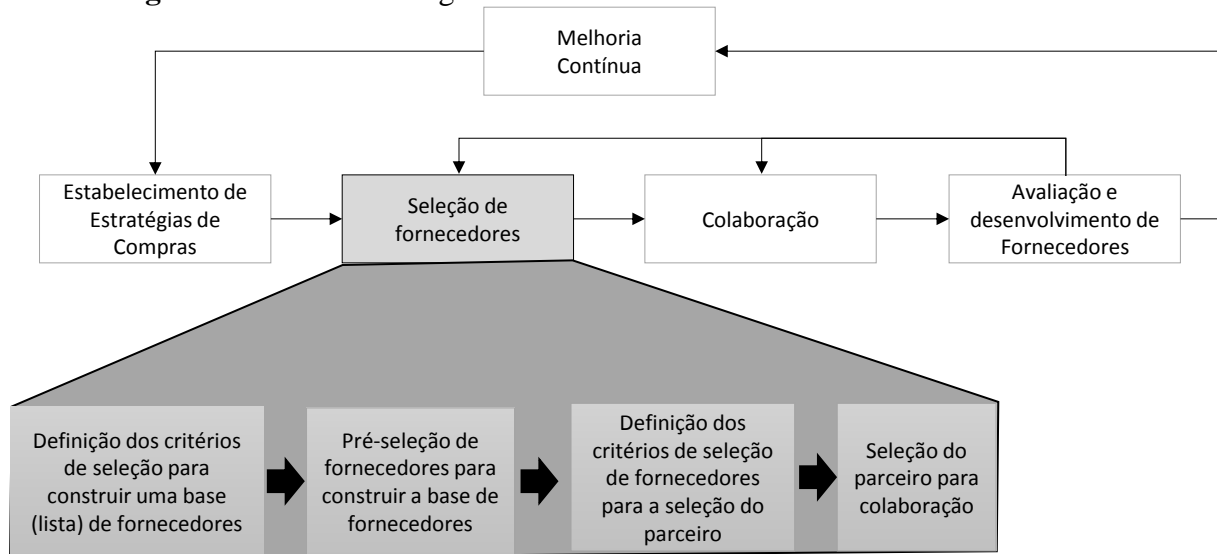 Melhoria
Contínua
Estabelecimento de
Estratégias de
Compras
Seleção de
fornecedores
Colaboração
Avaliação e
desenvolvimento de
Fornecedores
Definição dos critérios
de seleção para
construir uma base
(lista) de fornecedores
Pré-seleção de
fornecedores para
construir a base de
fornecedores
Definição dos
critérios de seleção
de fornecedores
para a seleção do
parceiro
Seleção do
parceiro para
colaboração